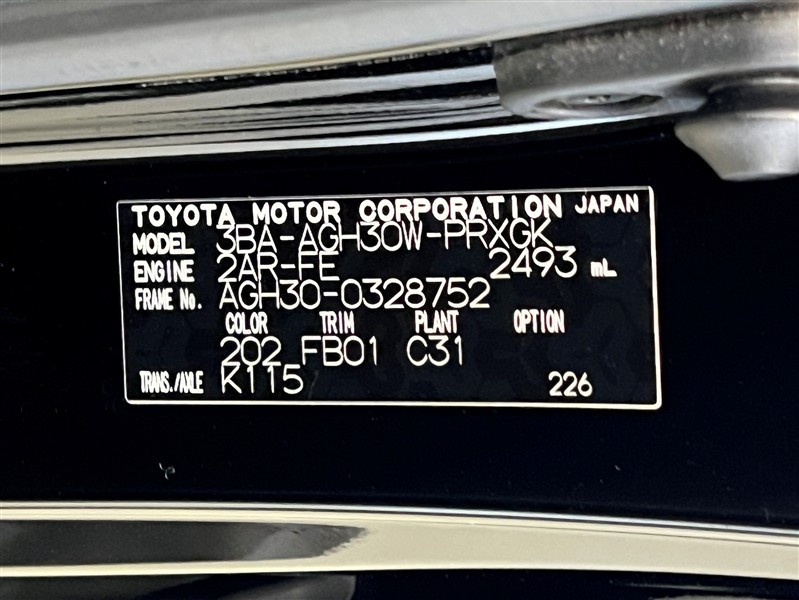 TOYOTA MOTOR CORPORATION JAPAN
MODEL 3BA-AGH30W-PRXGK
ENGINE 2AR-FE 2493 mL
FRAME No. AGH30-0328752
COLOR TRIM PLANT OPTION
202 FB01 C31
TRANS./AXLE K115 226